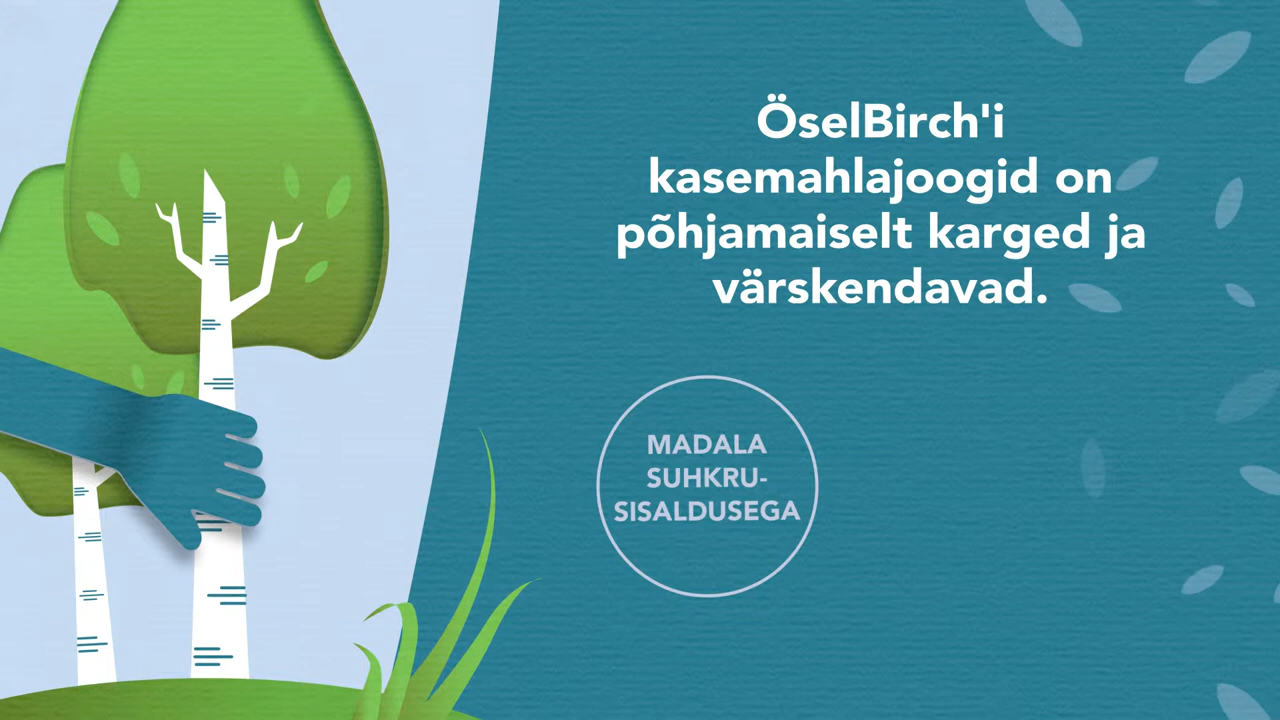 ÖselBirch'i
kasemahlajoogid on
põhjamaiselt karged ja
värskendavad.
MADALA
SUHKRU-
SISALDUSEGA